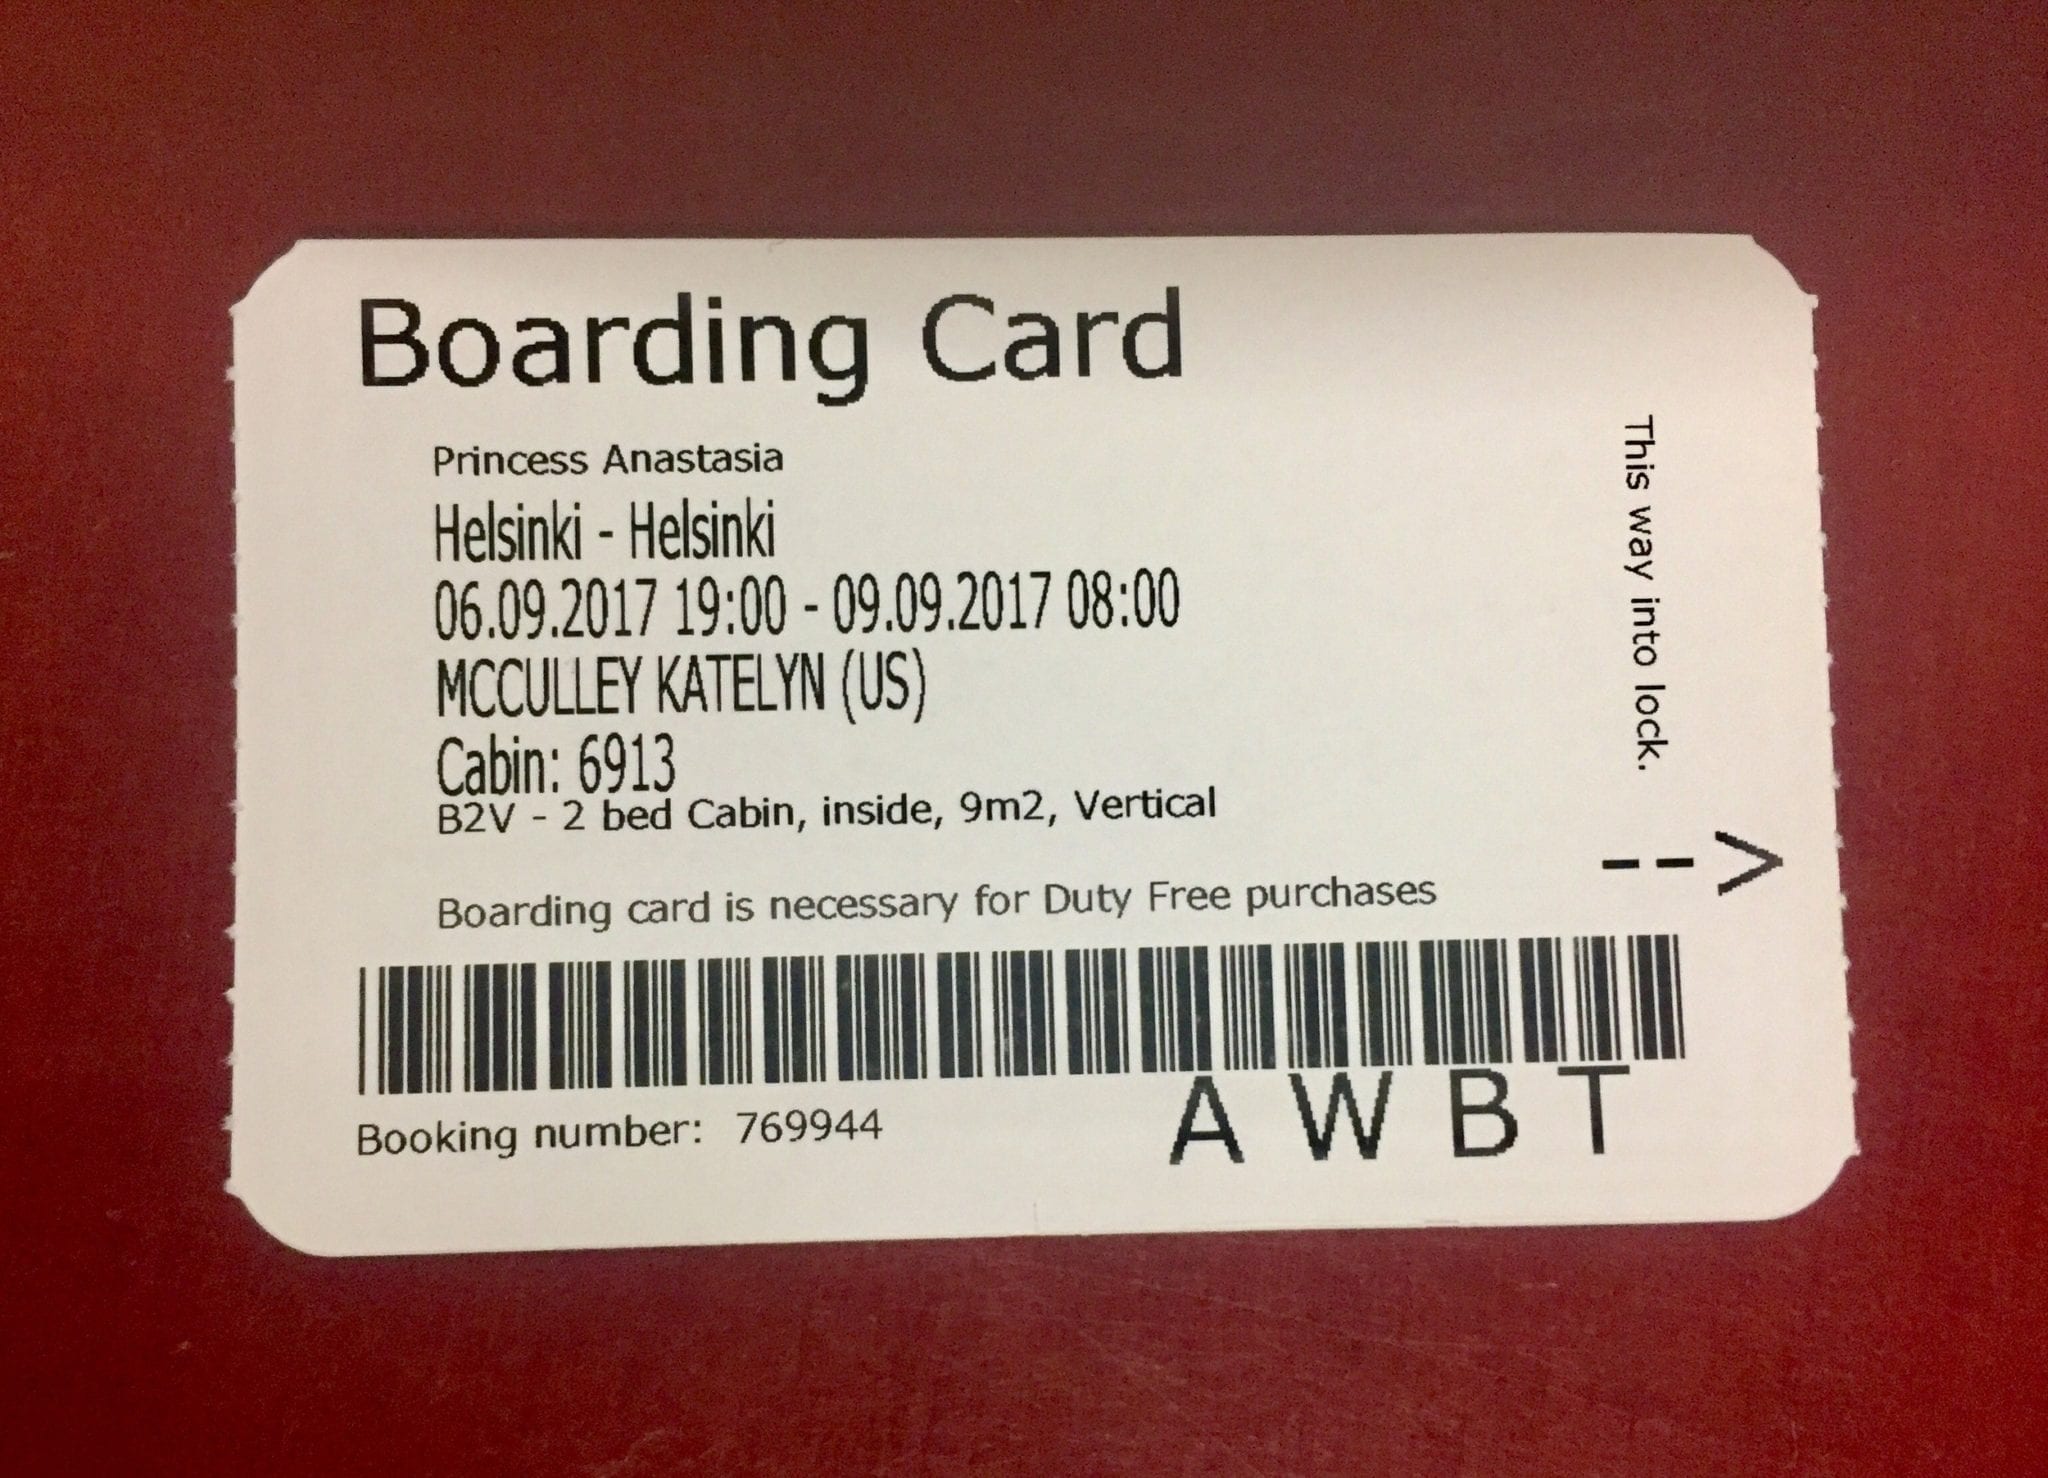 Boarding Card
Princess Anastasia
Helsinki - Helsinki
06.09.2017 19:00 - 09.09.2017 08:00
MCCULLEY KATELYN (US)
Cabin: 6913
B2V - 2 bed Cabin, inside, 9m2, Vertical
Boarding card is necessary for Duty Free purchases
This way into lock.
-->
Booking number: 769944
A W B T